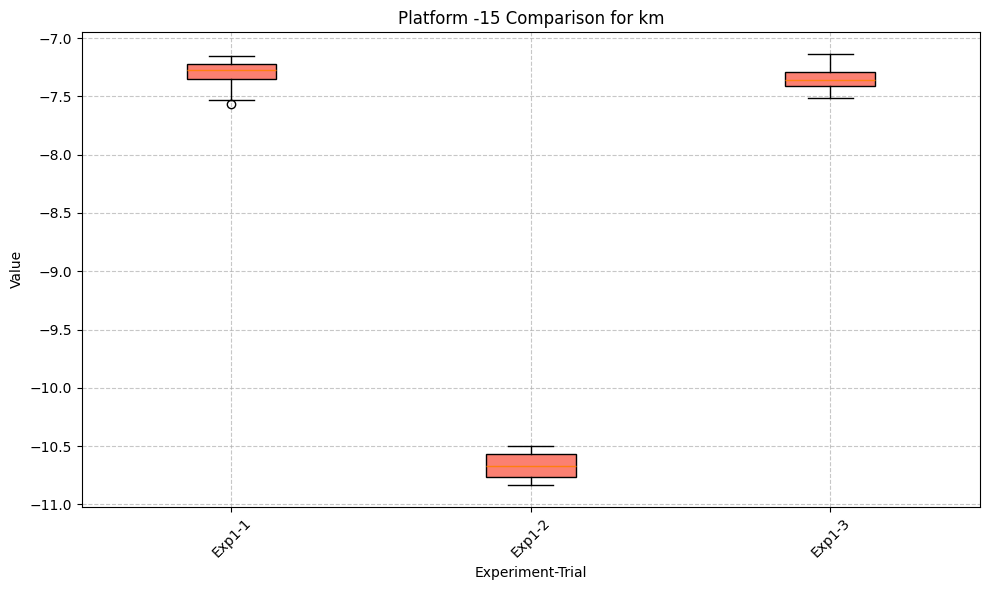 Platform -15 Comparison for km
Value
−7.0
−7.5
−8.0
−8.5
−9.0
−9.5
−10.0
−10.5
−11.0
Exp1-1
Exp1-2
Exp1-3
Experiment-Trial